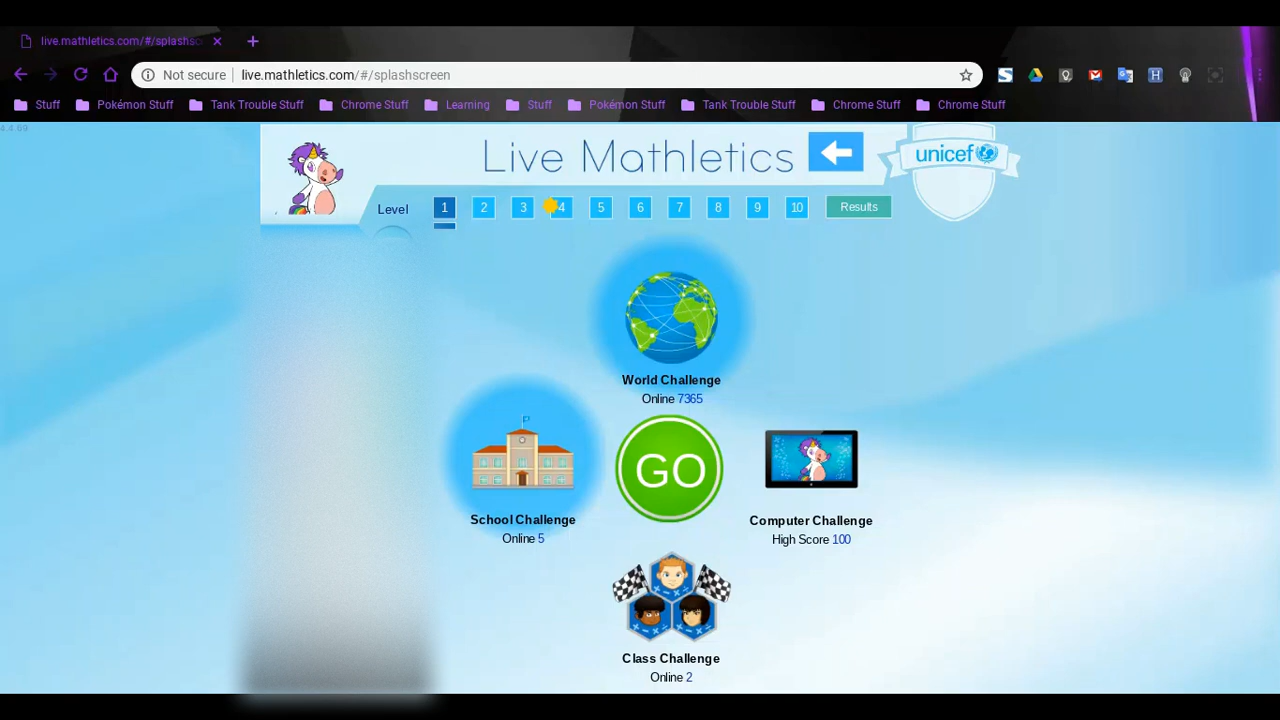 live.mathletics.com/#/splashsc
Not secure live.mathletics.com/#/splashscreen
Stuff Pokémon Stuff Tank Trouble Stuff Chrome Stuff Learning Stuff Pokémon Stuff Tank Trouble Stuff Chrome Stuff Chrome Stuff
4.4.69
Live Mathletics
unicef
Level 1 2 3 4 5 6 7 8 9 10 Results
World Challenge
Online 7365
GO
School Challenge
Online 5
Computer Challenge
High Score 100
Class Challenge
Online 2